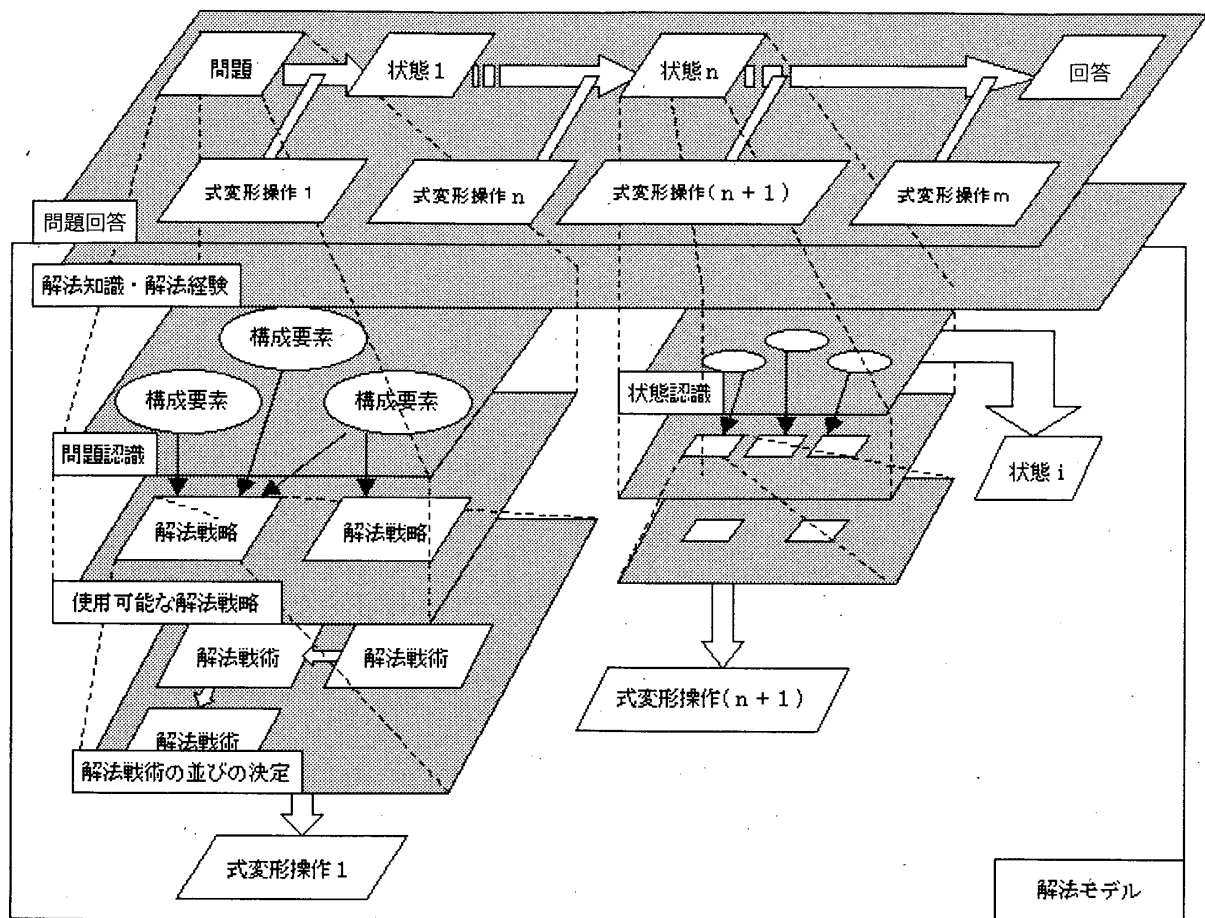 問題
状態1
状態n
回答
式変形操作1
式変形操作n
式変形操作(n+1)
式変形操作m
問題回答
解法知識・解法経験
構成要素
構成要素
構成要素
問題認識
状態認識
状態i
解法戦略
解法戦略
使用可能な解法戦略
解法戦術
解法戦術
解法戦術
解法戦術の並びの決定
式変形操作(n+1)
式変形操作1
解法モデル